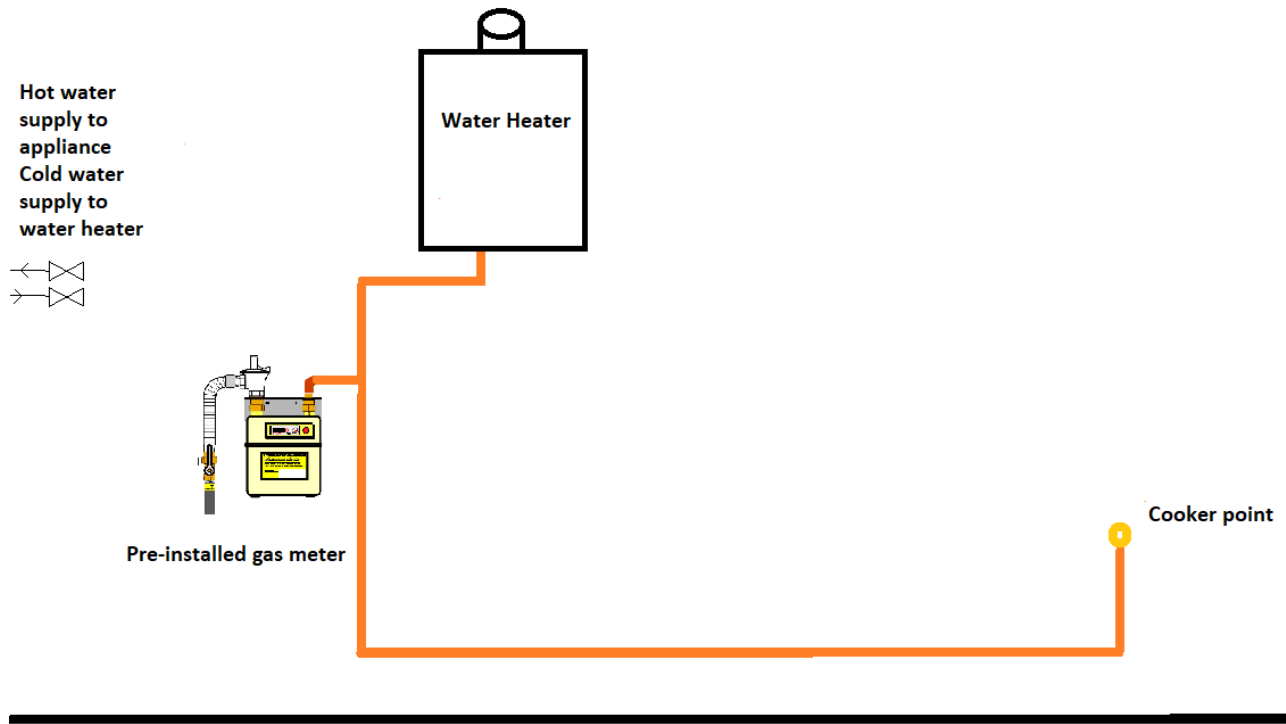 Hot water
supply to
appliance
Cold water
supply to
water heater
Water Heater
Pre-installed gas meter
Cooker point